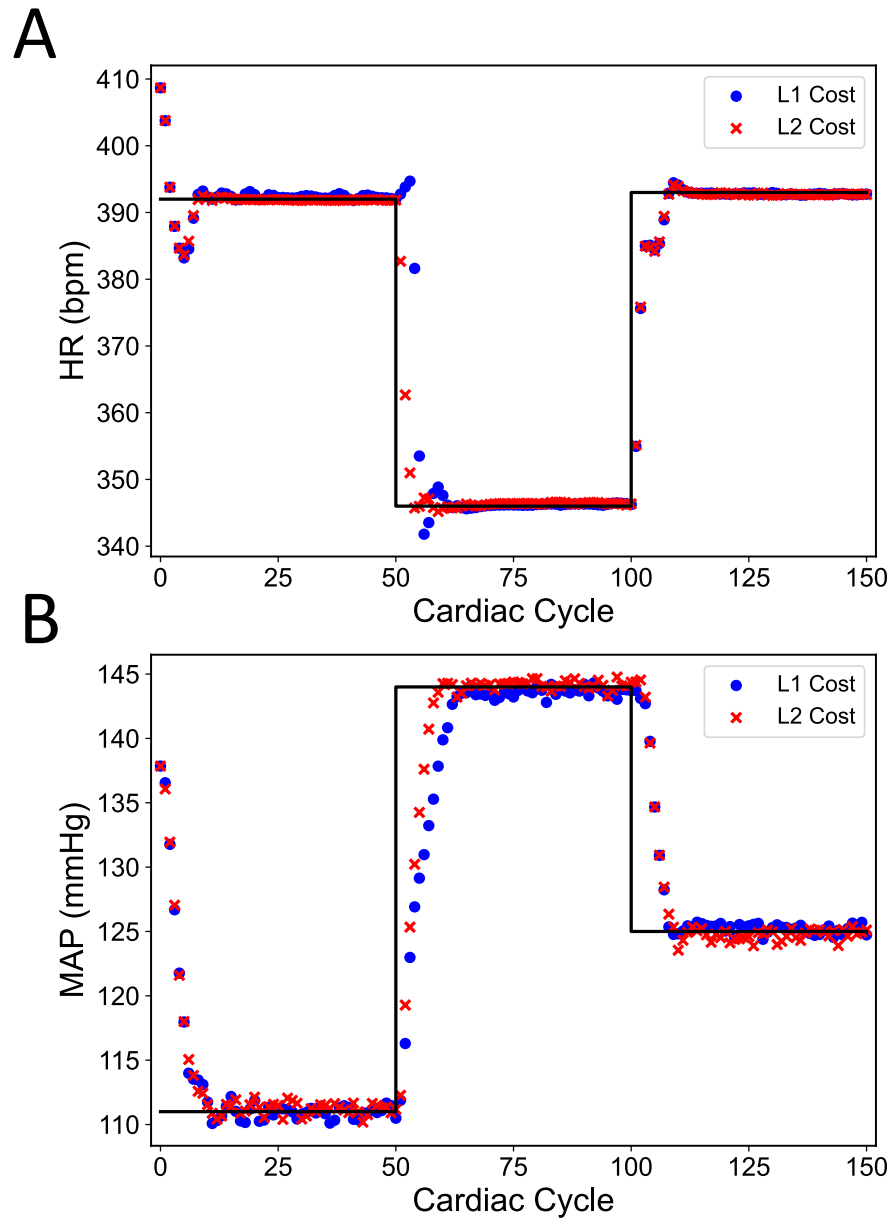 A
410
400
390
380
370
360
350
340
HR (bpm)
L1 Cost
L2 Cost
0 25 50 75 100 125 150
Cardiac Cycle
B
145
140
135
130
125
120
115
110
MAP (mmHg)
L1 Cost
L2 Cost
0 25 50 75 100 125 150
Cardiac Cycle